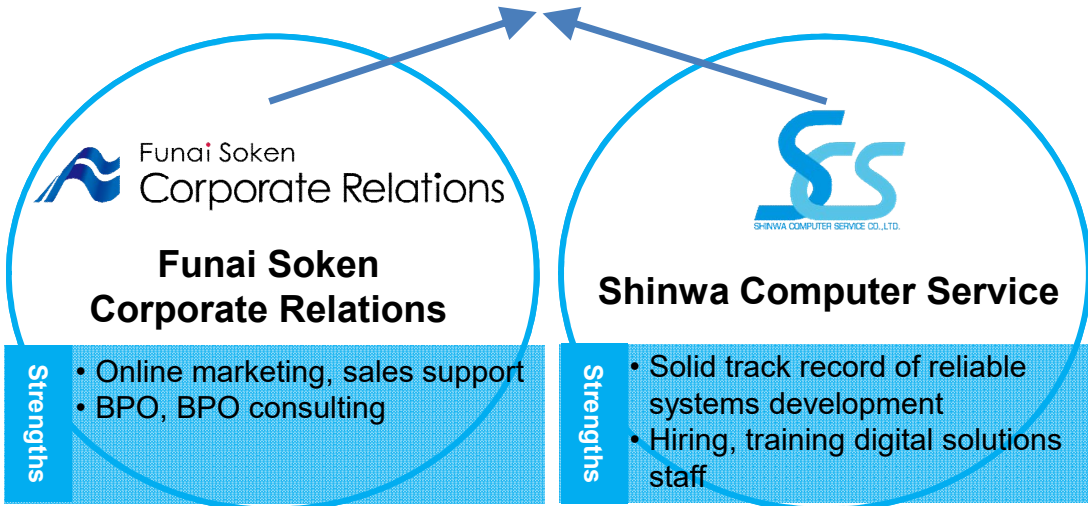 Funai Soken
Corporate Relations
Funai Soken
Corporate Relations
Strengths
• Online marketing, sales support
• BPO, BPO consulting
SCS
SHINWA COMPUTER SERVICE CO.,LTD.
Shinwa Computer Service
Strengths
• Solid track record of reliable
systems development
• Hiring, training digital solutions
staff